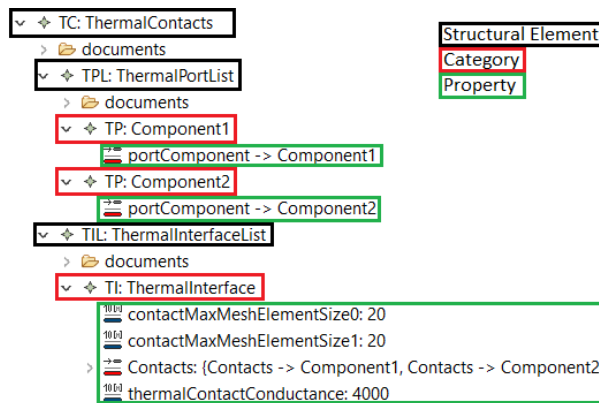 TC: ThermalContacts
documents
TPL: ThermalPortList
documents
TP: Component1
portComponent -> Component1
TP: Component2
portComponent -> Component2
TIL: ThermalInterfaceList
documents
TI: ThermalInterface
contactMaxMeshElementSize0: 20
contactMaxMeshElementSize1: 20
Contacts: {Contacts -> Component1, Contacts -> Component2
thermalContactConductance: 4000
Structural Element
Category
Property